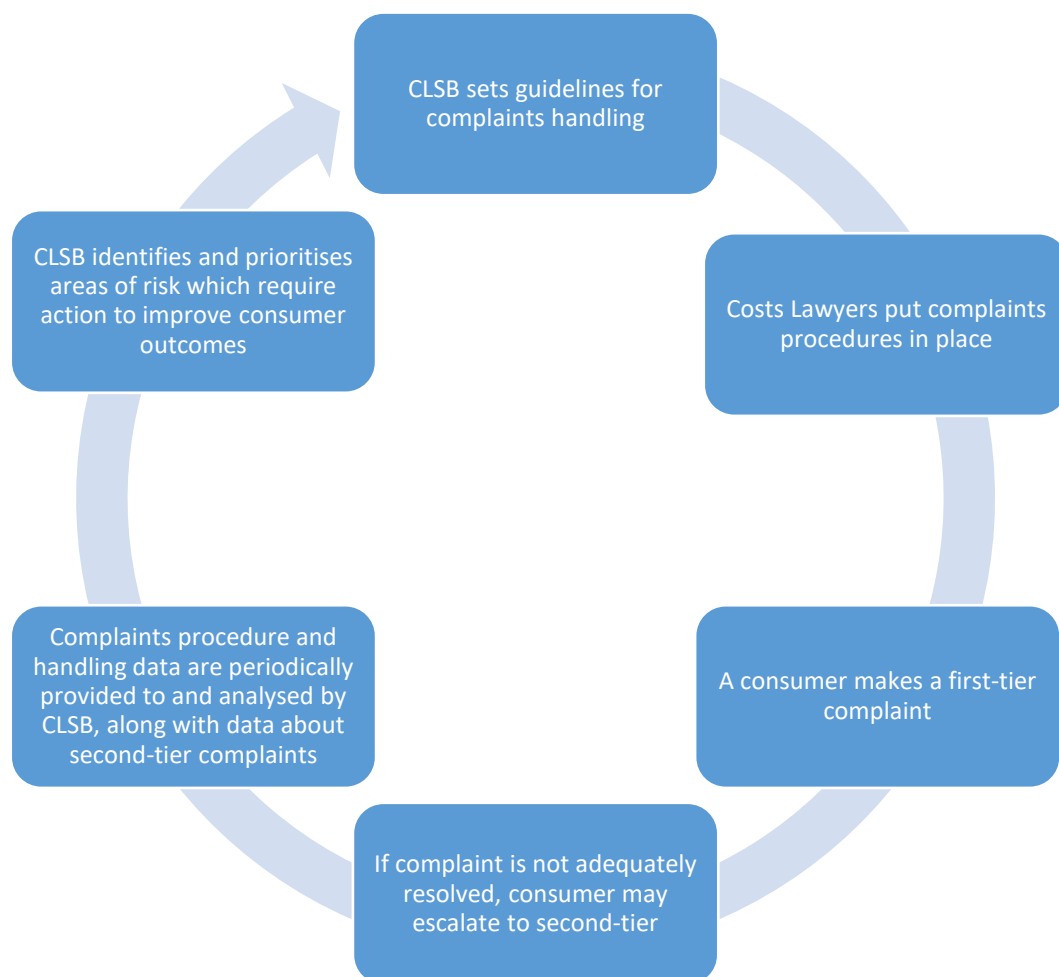 CLSB sets guidelines for
complaints handling
Costs Lawyers put complaints
procedures in place
A consumer makes a first-tier
complaint
If complaint is not adequately
resolved, consumer may
escalate to second-tier
Complaints procedure and
handling data are periodically
provided to and analysed by
CLSB, along with data about
second-tier complaints
CLSB identifies and prioritises
areas of risk which require
action to improve consumer
outcomes